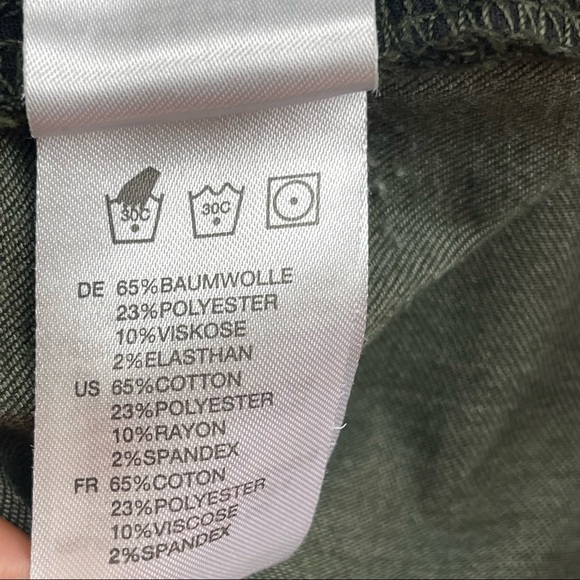 30C 30C
DE 65%BAUMWOLLE
23%POLYESTER
10%VISKOSE
2%ELASTHAN
US 65%COTTON
23%POLYESTER
10%RAYON
2%SPANDEX
FR 65%COTON
23%POLYESTER
10%VISCOSE
2%SPANDEX